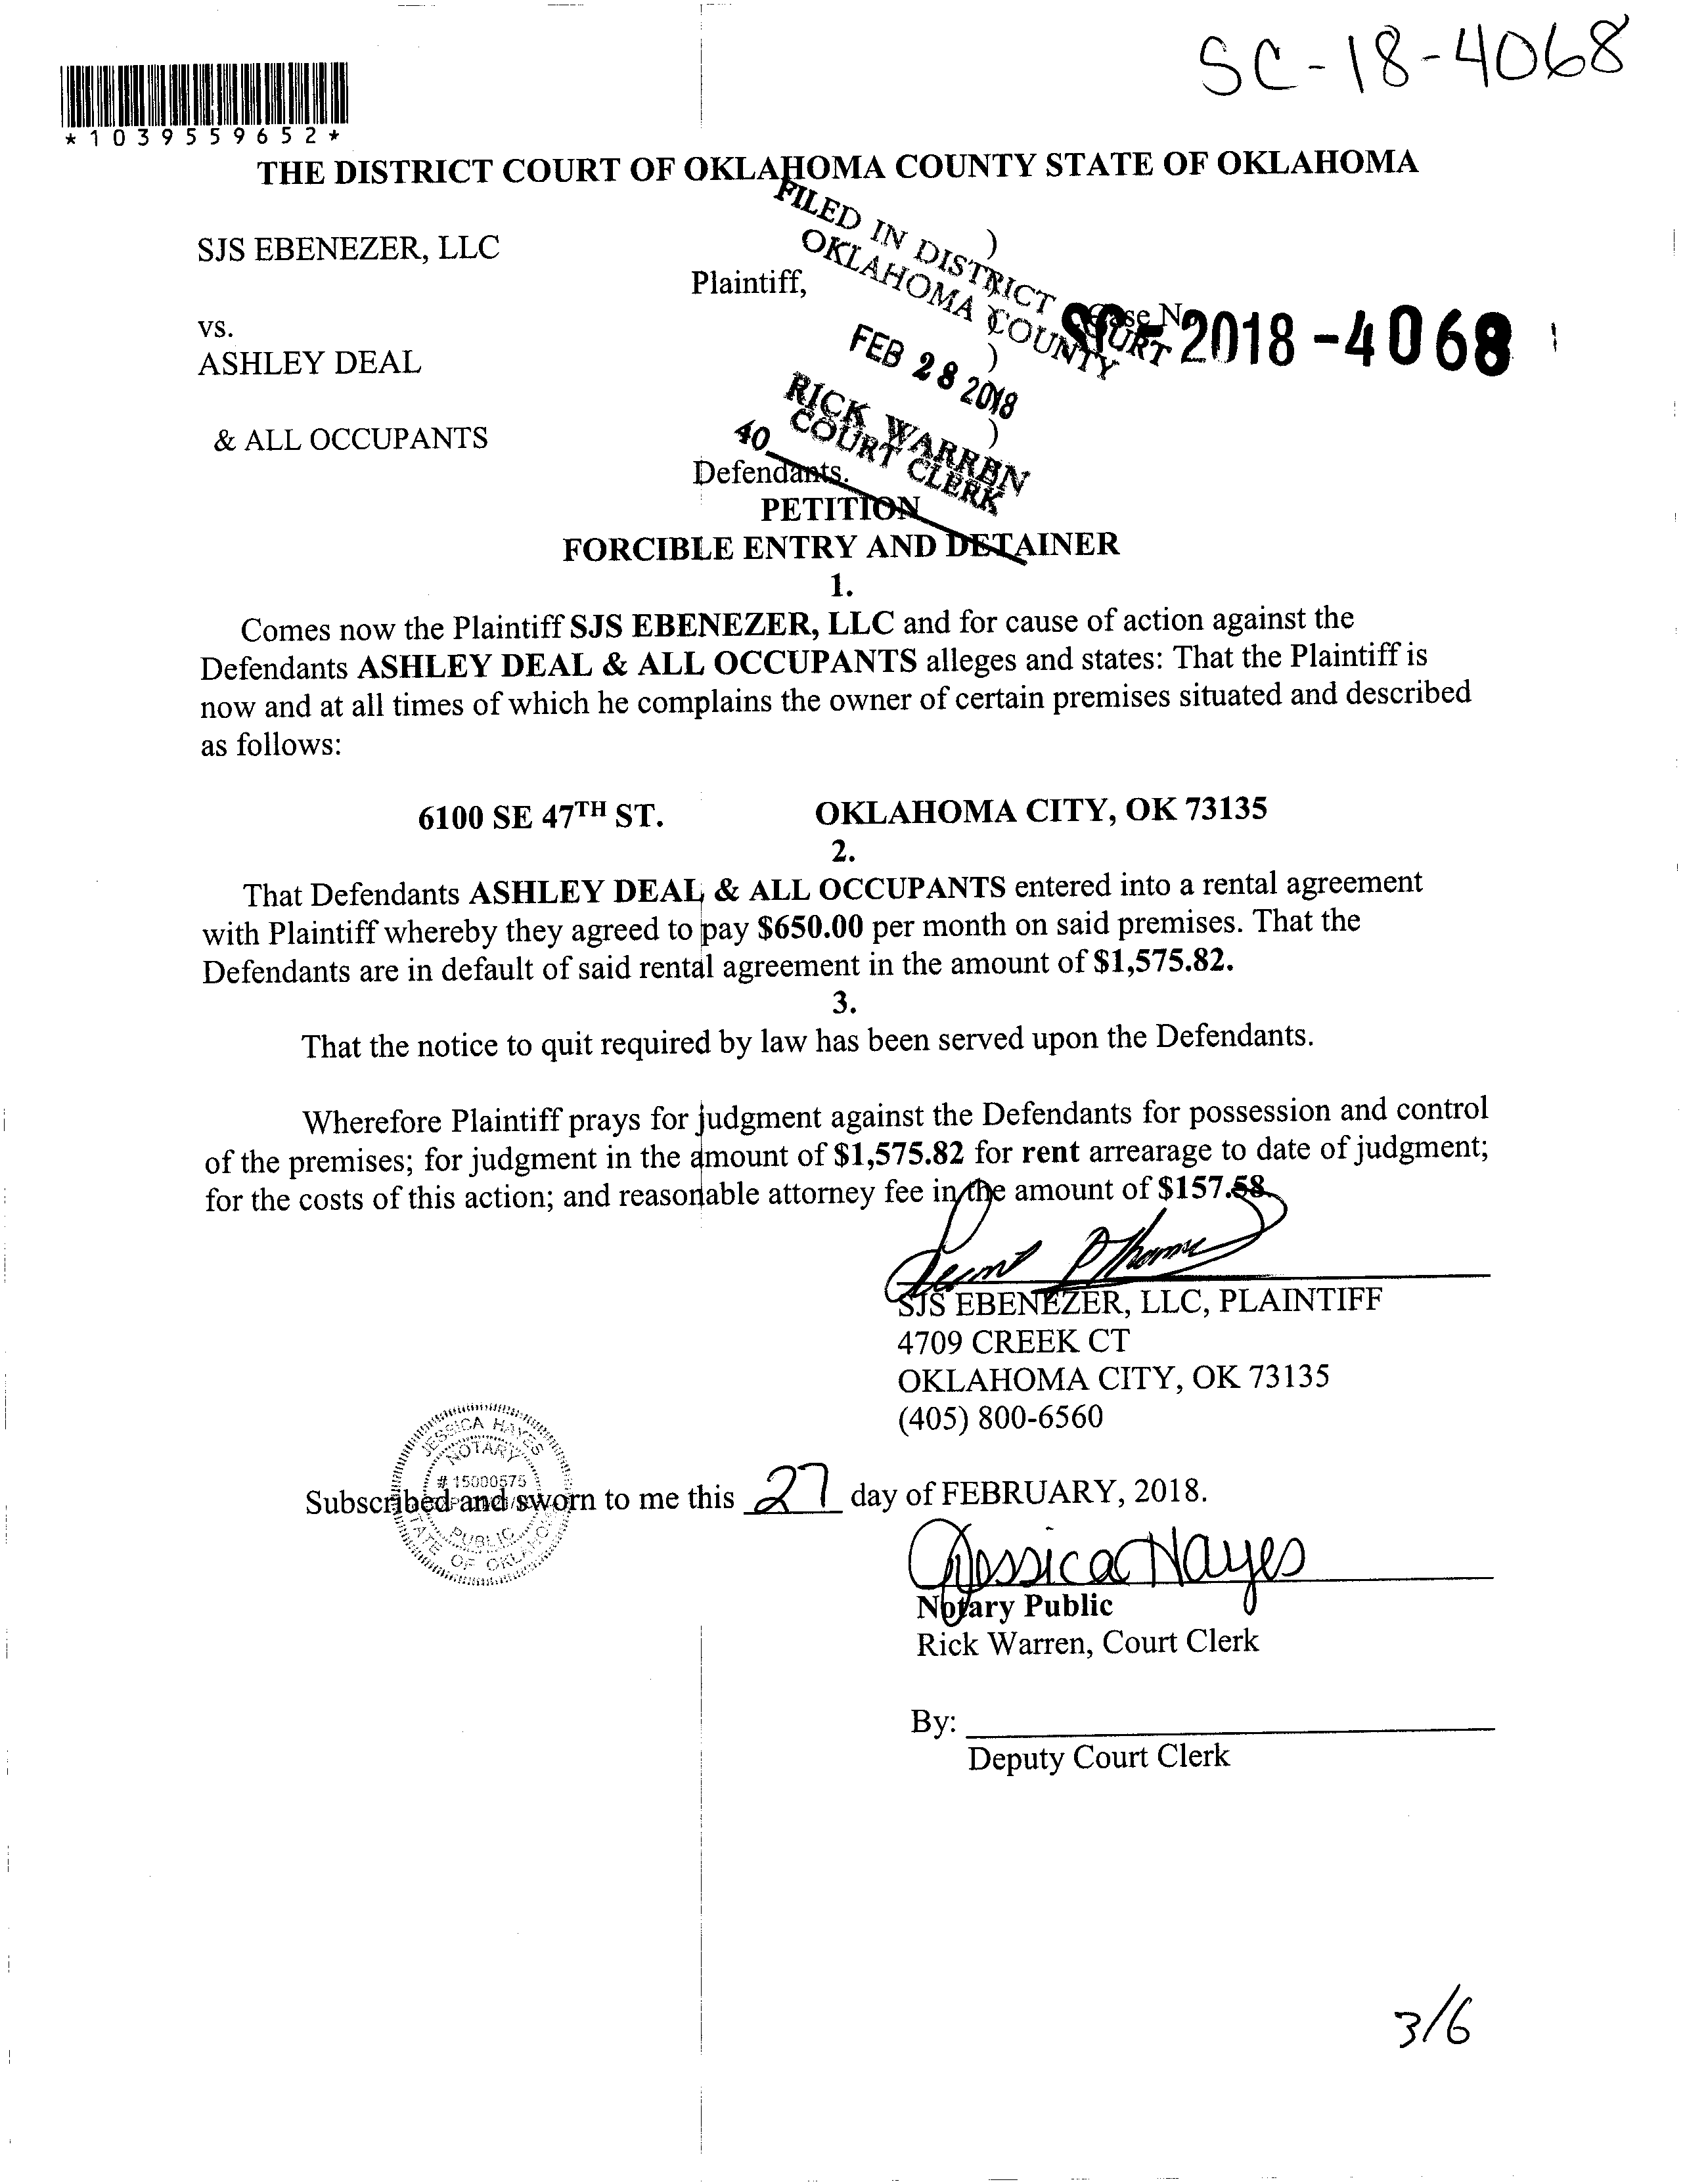 SC-18-4068
*1039559652*
THE DISTRICT COURT OF OKLAHOMA COUNTY STATE OF OKLAHOMA
FILED IN DISTRICT COURT
OKLAHOMA COUNTY
SJS EBENEZER, LLC )
Plaintiff, )
Case No.
SC-2018-4068
vs.
ASHLEY DEAL )
FEB 28 2018
RICK WARREN
COURT CLERK
40
& ALL OCCUPANTS )
Defendants.
PETITION
FORCIBLE ENTRY AND DETAINER
1.
Comes now the Plaintiff SJS EBENEZER, LLC and for cause of action against the
Defendants ASHLEY DEAL & ALL OCCUPANTS alleges and states: That the Plaintiff is
now and at all times of which he complains the owner of certain premises situated and described
as follows:
6100 SE 47TH ST. OKLAHOMA CITY, OK 73135
2.
That Defendants ASHLEY DEAL & ALL OCCUPANTS entered into a rental agreement
with Plaintiff whereby they agreed to pay $650.00 per month on said premises. That the
Defendants are in default of said rental agreement in the amount of $1,575.82.
3.
That the notice to quit required by law has been served upon the Defendants.
Wherefore Plaintiff prays for judgment against the Defendants for possession and control
of the premises; for judgment in the amount of $1,575.82 for rent arrearage to date of judgment;
for the costs of this action; and reasonable attorney fee in the amount of $157.58.
SJS EBENEZER, LLC, PLAINTIFF
4709 CREEK CT
OKLAHOMA CITY, OK 73135
(405) 800-6560
JESSICA HAYES
NOTARY
# 15000575
PUBLIC
STATE OF OKLAHOMA
Subscribed and sworn to me this 27 day of FEBRUARY, 2018.
Jessica Hayes
Notary Public
Rick Warren, Court Clerk
By:
Deputy Court Clerk
3/6